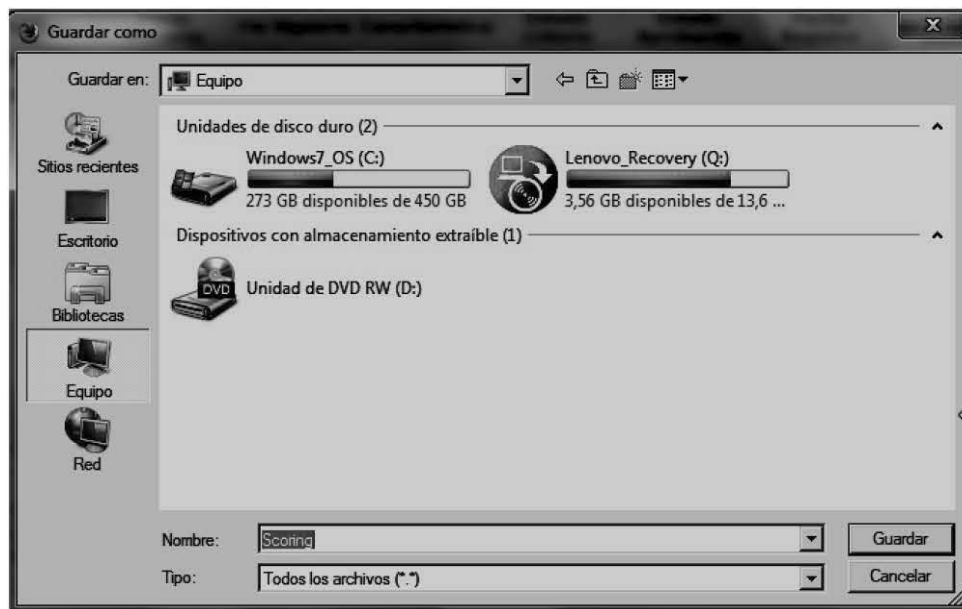 Guardar como
X
Guardar en: Equipo
Unidades de disco duro (2)
Windows7_OS (C:)
273 GB disponibles de 450 GB
Lenovo_Recovery (Q:)
3,56 GB disponibles de 13,6 ...
Dispositivos con almacenamiento extraíble (1)
DVD
Unidad de DVD RW (D:)
Sitios recientes
Escritorio
Bibliotecas
Equipo
Red
Nombre: Scoring
Guardar
Tipo: Todos los archivos (*.*)
Cancelar